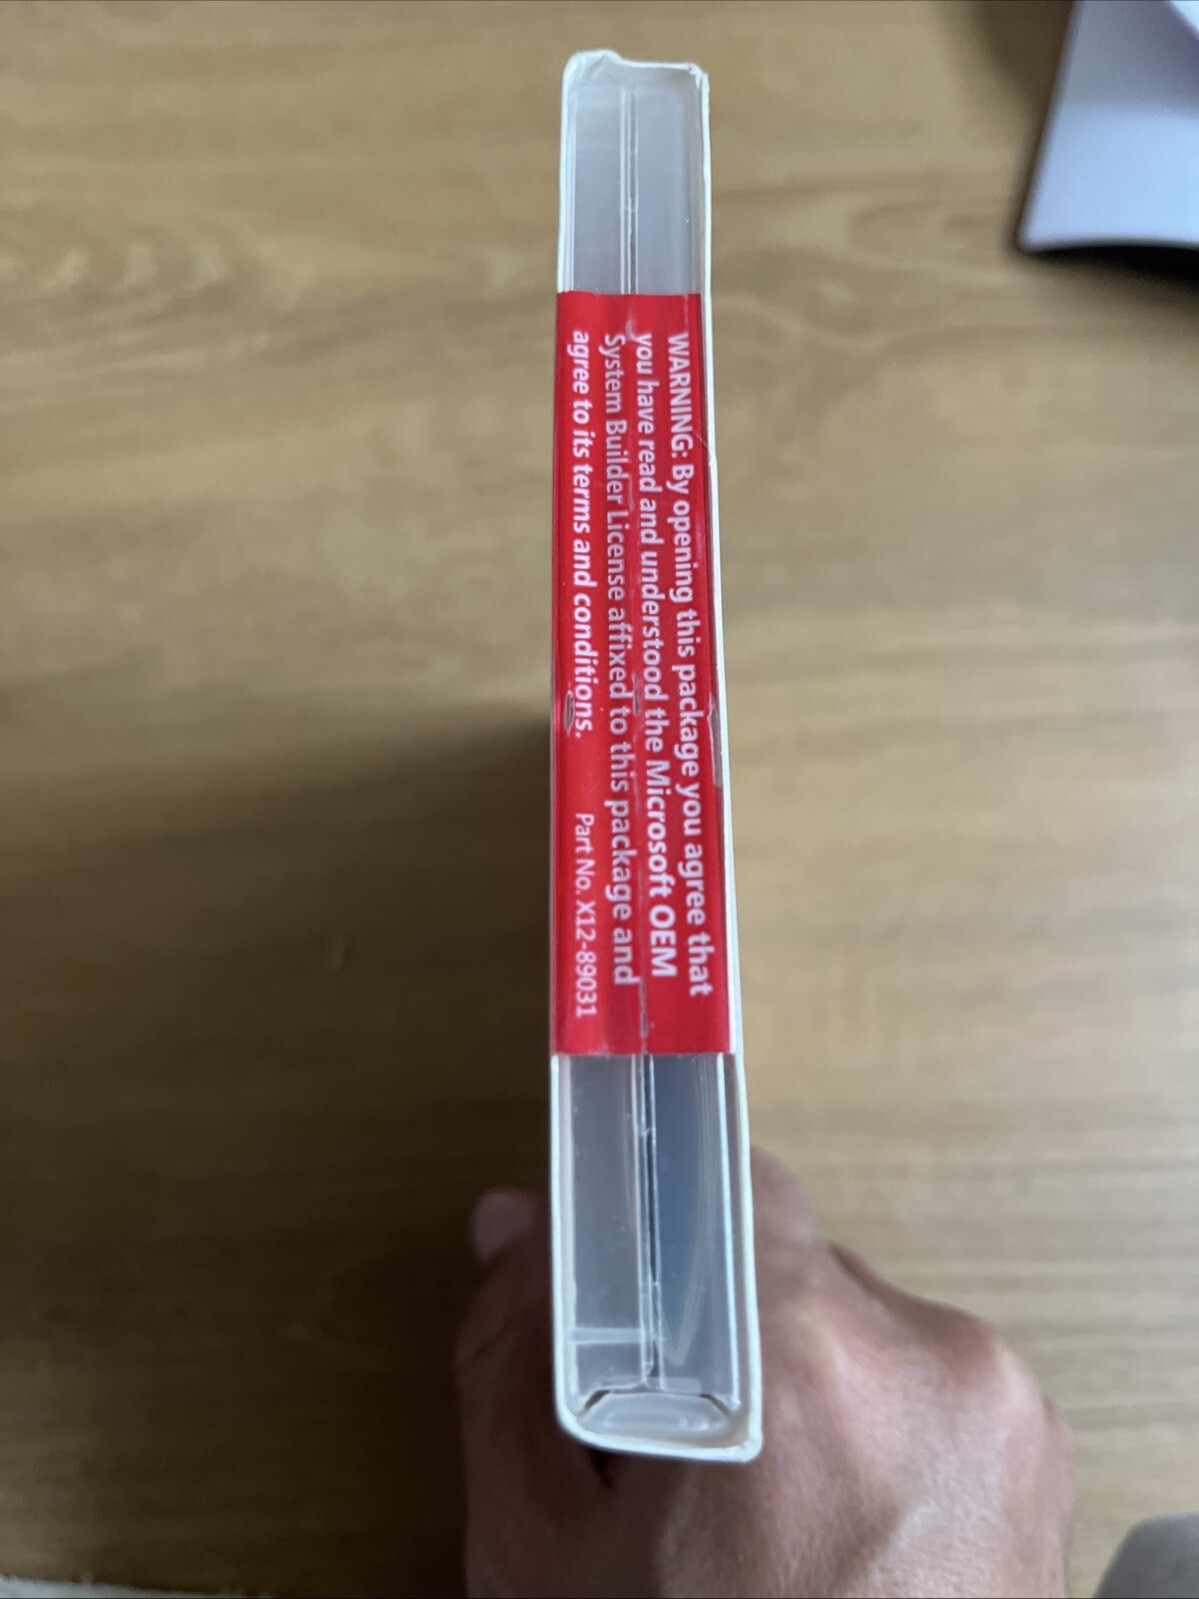 WARNING: By opening this package you agree that
you have read and understood the Microsoft OEM
System Builder License affixed to this package and
agree to its terms and conditions.
Part No. X12-89031